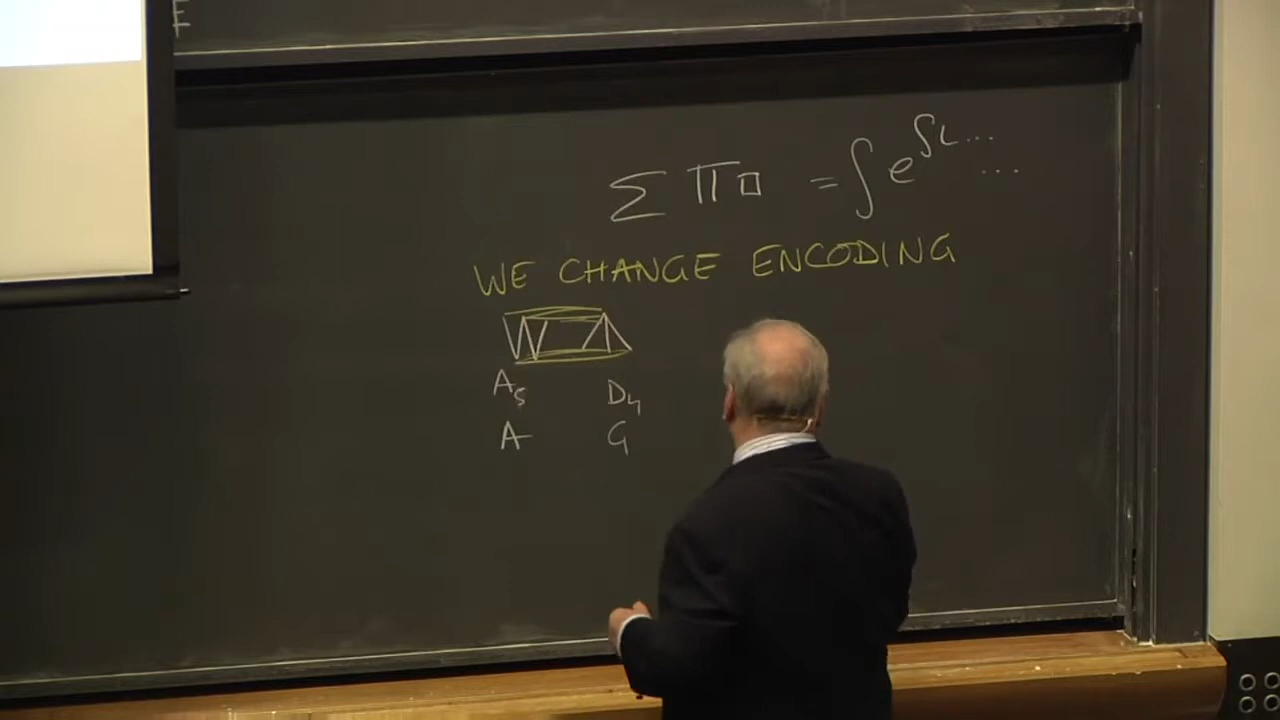 E
Σ Π □ = ∫ e^∫L... ...
WE CHANGE ENCODING
A5 D4
A G